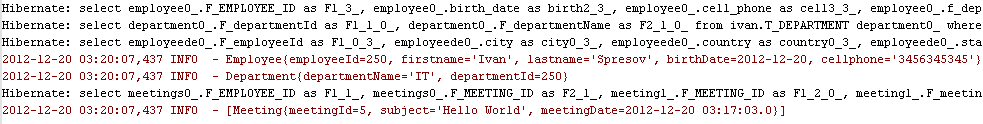 Hibernate: select employee0_.F_EMPLOYEE_ID as F1_3_, employee0_.birth_date as birth2_3_, employee0_.cell_phone as cell3_3_, employee0_.f_dep
Hibernate: select department0_.F_departmentId as F1_1_0_, department0_.F_departmentName as F2_1_0_ from ivan.T_DEPARTMENT department0_ where
Hibernate: select employeede0_.F_employeeId as F1_0_3_, employeede0_.city as city0_3_, employeede0_.country as country0_3_, employeede0_.sta
2012-12-20 03:20:07,437 INFO  - Employee{employeeId=250, firstname='Ivan', lastname='Spresov', birthDate=2012-12-20, cellphone='3456345345'}
2012-12-20 03:20:07,437 INFO  - Department{departmentName='IT', departmentId=250}
Hibernate: select meetings0_.F_EMPLOYEE_ID as F1_1_, meetings0_.F_MEETING_ID as F2_1_, meeting1_.F_MEETING_ID as F1_2_0_, meeting1_.F_meetin
2012-12-20 03:20:07,437 INFO  - [Meeting{meetingId=5, subject='Hello World', meetingDate=2012-12-20 03:17:03.0}]